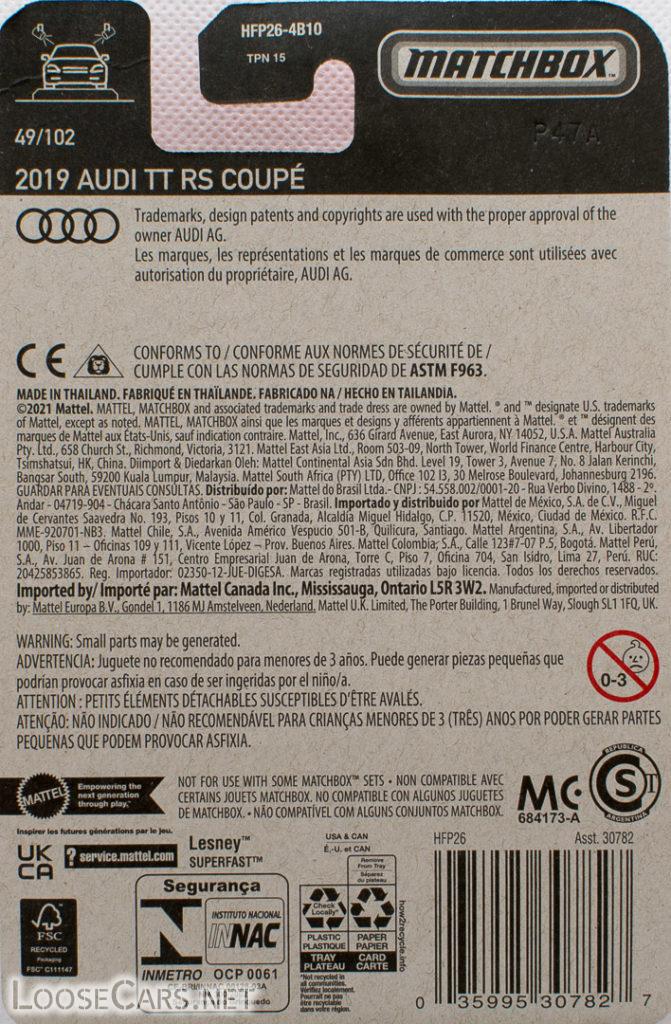 HFP26-4B10
TPN 15
MATCHBOX™
P47A
49/102
2019 AUDI TT RS COUPÉ
Trademarks, design patents and copyrights are used with the proper approval of the
owner AUDI AG.
Les marques, les représentations et les marques de commerce sont utilisées avec
autorisation du propriétaire, AUDI AG.
CE
CONFORMS TO / CONFORME AUX NORMES DE SÉCURITÉ DE /
CUMPLE CON LAS NORMAS DE SEGURIDAD DE ASTM F963.
MADE IN THAILAND. FABRIQUÉ EN THAÏLANDE. FABRICADO NA / HECHO EN TAILANDIA.
©2021 Mattel. MATTEL, MATCHBOX and associated trademarks and trade dress are owned by Mattel. ® and ™ designate U.S. trademarks
of Mattel, except as noted. MATTEL, MATCHBOX ainsi que les marques et designs y afférents appartiennent à Mattel. ® et ™ désignent des
marques de Mattel aux États-Unis, sauf indication contraire. Mattel, Inc., 636 Girard Avenue, East Aurora, NY 14052, U.S.A. Mattel Australia
Pty. Ltd., 658 Church St., Richmond, Victoria, 3121. Mattel East Asia Ltd., Room 503-09, North Tower, World Finance Centre, Harbour City,
Tsimshatsui, HK, China. Diimport & Diedarkan Oleh: Mattel Continental Asia Sdn Bhd. Level 19, Tower 3, Avenue 7, No. 8 Jalan Kerinchi,
Bangsar South, 59200 Kuala Lumpur, Malaysia. Mattel South Africa (PTY) LTD, Office 102 I3, 30 Melrose Boulevard, Johannesburg 2196.
GUARDAR PARA EVENTUAIS CONSULTAS. Distribuído por: Mattel do Brasil Ltda.- CNPJ : 54.558.002/0001-20 - Rua Verbo Divino, 1488 - 2º.
Andar - 04719-904 - Chácara Santo Antônio - São Paulo - SP - Brasil. Importado y distribuido por Mattel de México, S.A. de C.V., Miguel
de Cervantes Saavedra No. 193, Pisos 10 y 11, Col. Granada, Alcaldía Miguel Hidalgo, C.P. 11520, México, Ciudad de México. R.F.C.
MME-920701-NB3. Mattel Chile, S.A., Avenida Américo Vespucio 501-B, Quilicura, Santiago. Mattel Argentina, S.A., Av. Libertador
1000, Piso 11 – Oficinas 109 y 111, Vicente López – Prov. Buenos Aires. Mattel Colombia, S.A., Calle 123#7-07 P.5, Bogotá. Mattel Perú,
S.A., Av. Juan de Arona # 151, Centro Empresarial Juan de Arona, Torre C, Piso 7, Oficina 704, San Isidro, Lima 27, Perú. RUC:
20425853865. Reg. Importador: 02350-12-JUE-DIGESA. Marcas registradas utilizadas bajo licencia. Todos los derechos reservados.
Imported by/ Importé par: Mattel Canada Inc., Mississauga, Ontario L5R 3W2. Manufactured, imported or distributed
by: Mattel Europa B.V., Gondel 1, 1186 MJ Amstelveen, Nederland. Mattel U.K. Limited, The Porter Building, 1 Brunel Way, Slough SL1 1FQ, UK.
WARNING: Small parts may be generated.
ADVERTENCIA: Juguete no recomendado para menores de 3 años. Puede generar piezas pequeñas que
podrían provocar asfixia en caso de ser ingeridas por el niño/a.
ATTENTION : PETITS ÉLÉMENTS DÉTACHABLES SUSCEPTIBLES D'ÊTRE AVALÉS.
ATENÇÃO: NÃO INDICADO / NÃO RECOMENDÁVEL PARA CRIANÇAS MENORES DE 3 (TRÊS) ANOS POR PODER GERAR PARTES
PEQUENAS QUE PODEM PROVOCAR ASFIXIA.
0-3
MATTEL
Empowering the
next generation
through play.™
Inspirer les futures générations par le jeu.
NOT FOR USE WITH SOME MATCHBOX™ SETS • NON COMPATIBLE AVEC
CERTAINS JOUETS MATCHBOX. NO COMPATIBLE CON ALGUNOS JUGUETES
DE MATCHBOX. • NÃO COMPATÍVEL COM ALGUNS CONJUNTOS MATCHBOX.
MC
684173-A
REPUBLICA
S
ARGENTINA
UK
CA
? service.mattel.com
Lesney™
SUPERFAST™
FSC
RECYCLED
Packaging
FSC® C111147
Segurança
INSTITUTO NACIONAL
INNAC
INMETRO
OCP 0061
USA & CAN
É.-U. et CAN
Remove
From Tray
Séparez
du plateau
Check
Locally*
PLASTIC
PLASTIQUE
PAPER
PAPIER
TRAY
PLATEAU
CARD
CARTE
*Not recycled in
all communities.
Vérifiez localement.
Pourrait ne pas
être recyclé dans
votre région.
how2recycle.info
HFP26
Asst. 30782
0 35995 30782 7
LOOSECARS.NET